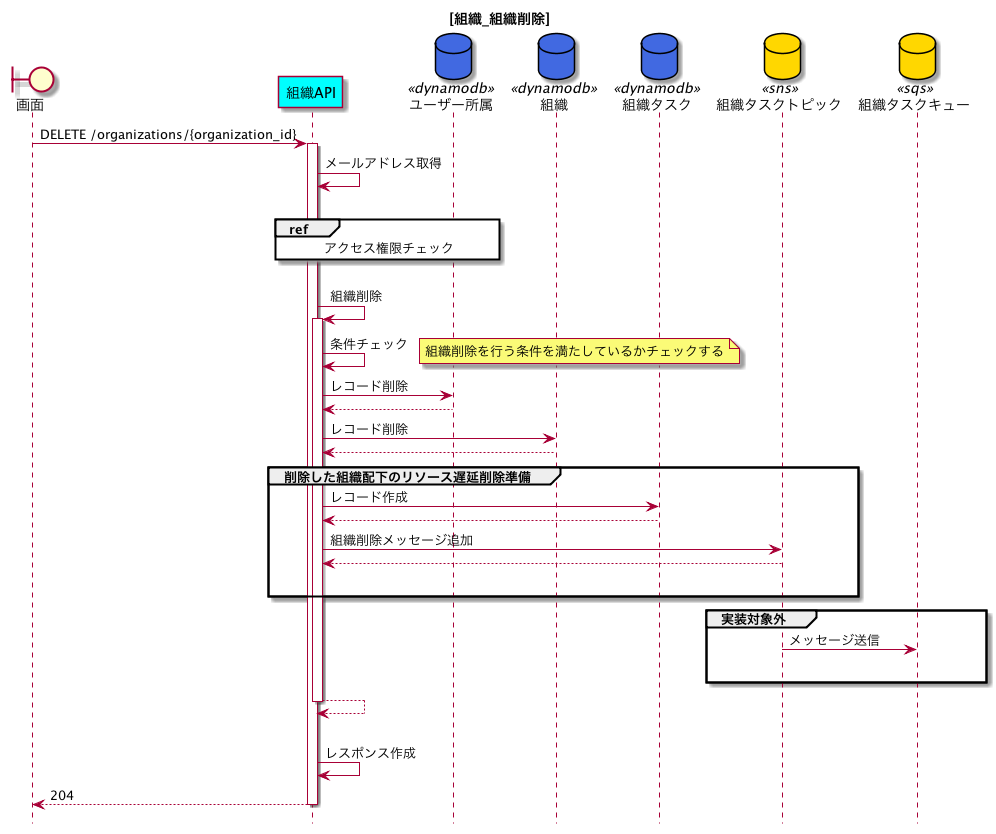 [組織_組織削除]
画面
組織API
«dynamodb»
ユーザー所属
«dynamodb»
組織
«dynamodb»
組織タスク
«sns»
組織タスクトピック
«sqs»
組織タスクキュー
DELETE /organizations/{organization_id}
メールアドレス取得
ref
アクセス権限チェック
組織削除
条件チェック
組織削除を行う条件を満たしているかチェックする
レコード削除
レコード削除
削除した組織配下のリソース遅延削除準備
レコード作成
組織削除メッセージ追加
実装対象外
メッセージ送信
レスポンス作成
204